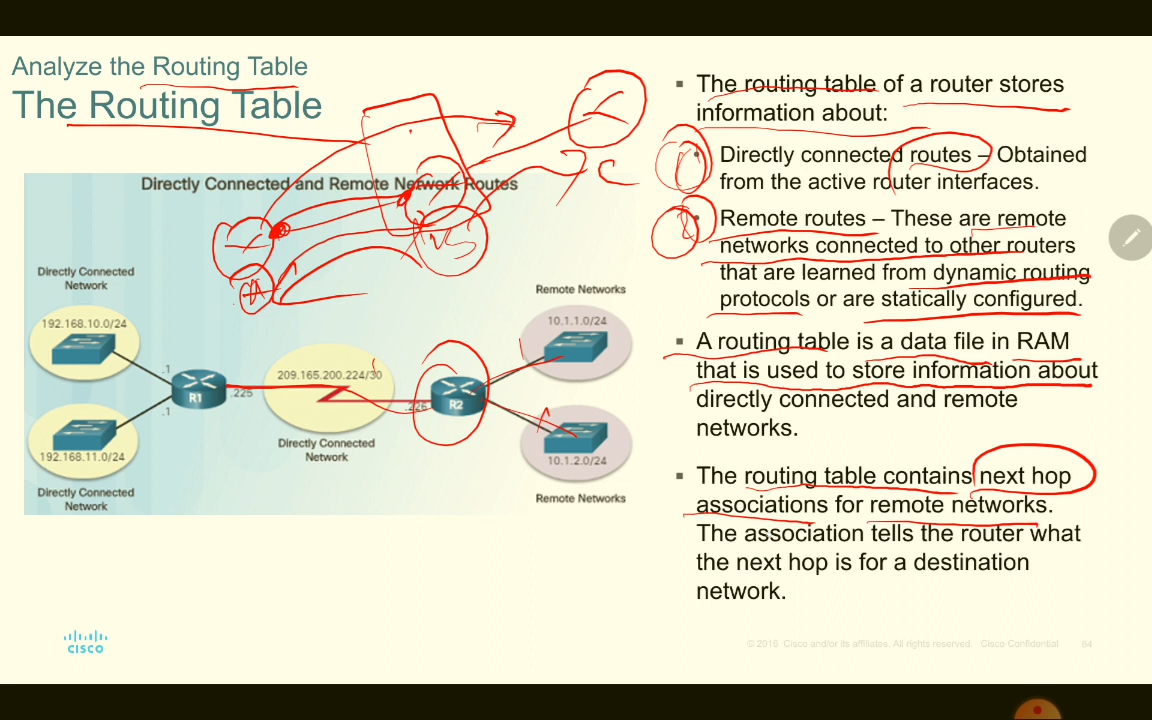 Analyze the Routing Table
The Routing Table
Directly Connected and Remote Network Routes
Directly Connected
Network
192.168.10.0/24
.1
R1
.225
.1
192.168.11.0/24
Directly Connected
Network
209.165.200.224/30
Directly Connected
Network
.226
R2
Remote Networks
10.1.1.0/24
10.1.2.0/24
Remote Networks
▪ The routing table of a router stores
information about:
• Directly connected routes – Obtained
from the active router interfaces.
• Remote routes – These are remote
networks connected to other routers
that are learned from dynamic routing
protocols or are statically configured.
▪ A routing table is a data file in RAM
that is used to store information about
directly connected and remote
networks.
▪ The routing table contains next hop
associations for remote networks.
The association tells the router what
the next hop is for a destination
network.
CISCO
© 2016 Cisco and/or its affiliates. All rights reserved. Cisco Confidential
64